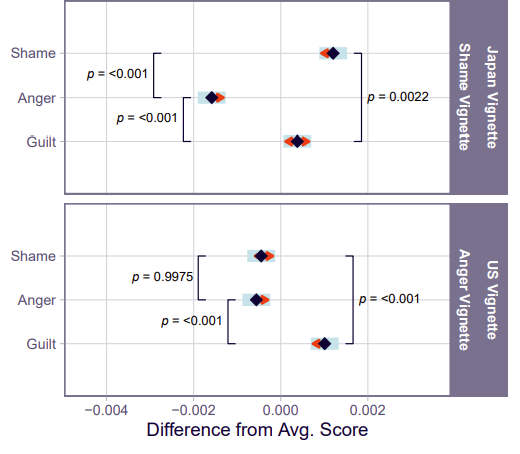 Shame
Anger
Guilt
p = <0.001
p = <0.001
p = 0.0022
Japan Vignette
Shame Vignette
Shame
Anger
Guilt
p = 0.9975
p = <0.001
p = <0.001
US Vignette
Anger Vignette
−0.004 −0.002 0.000 0.002
Difference from Avg. Score